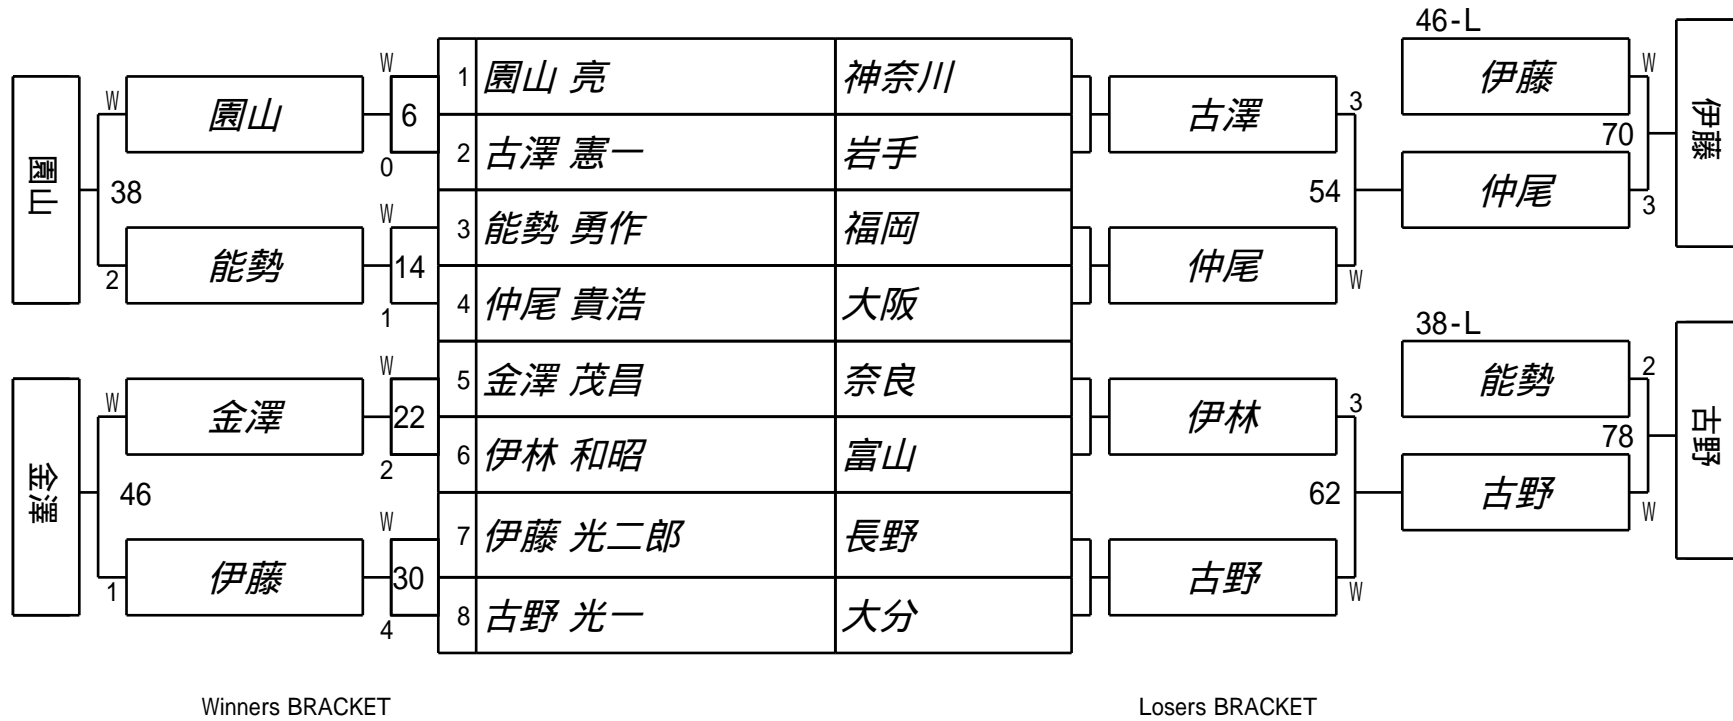 46-L
W
1 園山 亮 神奈川
W
園山
6
古澤
3
伊藤
W
2 古澤 憲一 岩手
0
70
伊藤
園山
38
54
仲尾
3
W
3 能勢 勇作 福岡
2
能勢
14
仲尾
W
4 仲尾 貴浩 大阪
1
38-L
W
5 金澤 茂昌 奈良
能勢
2
W
金澤
22
伊林
3
6 伊林 和昭 富山
2
78
古野
金澤
46
62
古野
W
W
7 伊藤 光二郎 長野
1
伊藤
30
古野
W
8 古野 光一 大分
4
Winners BRACKET
Losers BRACKET